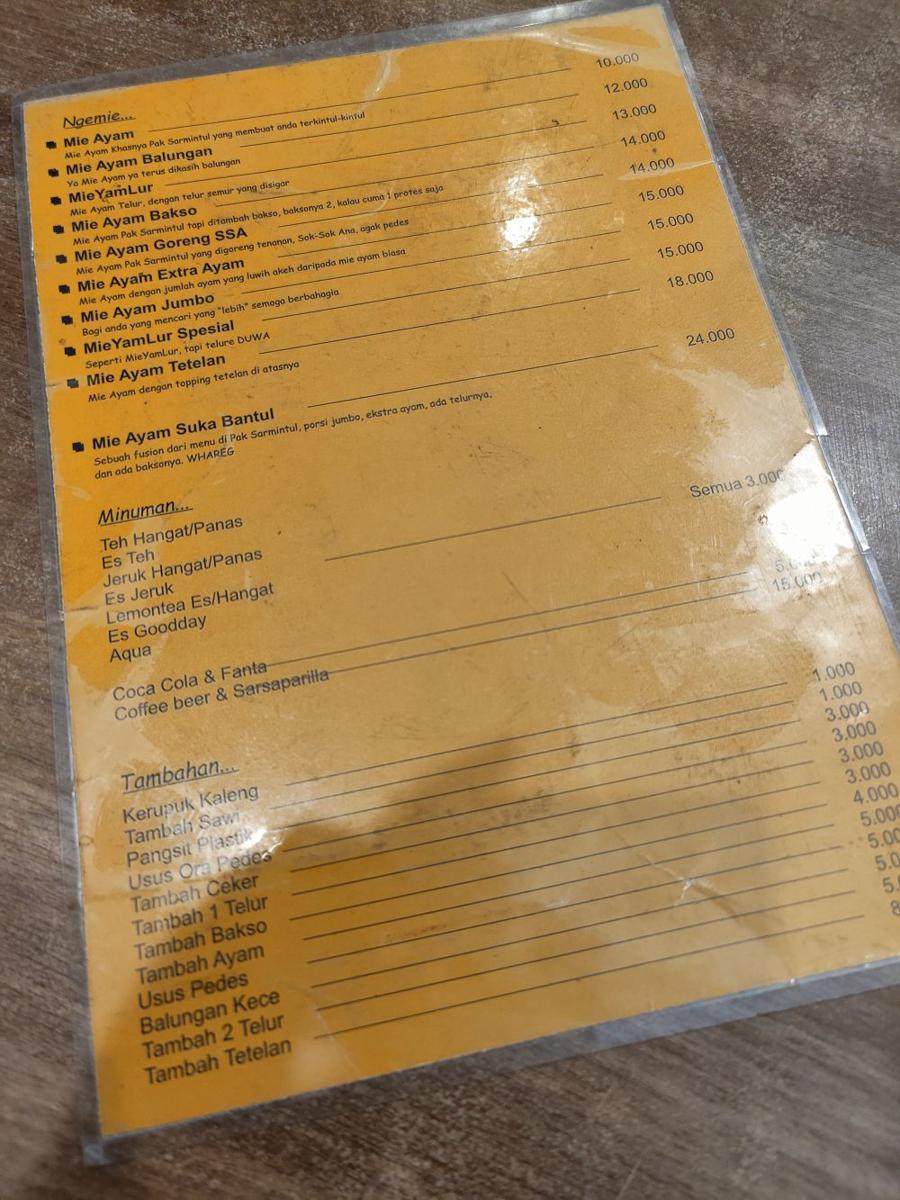 Ngemie...
Mie Ayam 10.000
Mie Ayam Khasnya Pak Sarmintul yang membuat anda terkintul-kintul
Mie Ayam Balungan 12.000
Yo Mie Ayam ya terus dikasih balungan
MieYamLur 13.000
Mie Ayam Telur, dengan telur semur yang disigar
Mie Ayam Bakso 14.000
Mie Ayam Pak Sarmintul tapi ditambah bakso, baksonya 2, kalau cuma 1 protes saja
Mie Ayam Goreng SSA 14.000
Mie Ayam Pak Sarmintul yang digoreng tenanan, Sak-Sok Ana, agak pedes
Mie Ayam Extra Ayam 15.000
Mie Ayam dengan jumlah ayam yang luwih akeh daripada mie ayam biasa
Mie Ayam Jumbo 15.000
Bagi anda yang mencari yang "lebih" semoga berbahagia
MieYamLur Spesial 15.000
Seperti MieYamLur, tapi telure DUWA
Mie Ayam Tetelan 18.000
Mie Ayam dengan topping tetelan di atasnya
Mie Ayam Suka Bantul 24.000
Sebuah fusion dari menu di Pak Sarmintul, porsi jumbo, ekstra ayam, ada telurnya,
dan ada baksonya. WHAREG
Minuman...
Teh Hangat/Panas Semua 3.000
Es Teh
Jeruk Hangat/Panas
Es Jeruk
Lemontea Es/Hangat
Es Goodday
Aqua
Coca Cola & Fanta
Coffee beer & Sarsaparilla 15.000
Tambahan...
Kerupuk Kaleng 1.000
Tambah Sawi 1.000
Pangsit Plastik 3.000
Usus Ora Pedes 3.000
Tambah Ceker 3.000
Tambah 1 Telur 3.000
Tambah Bakso 4.000
Tambah Ayam 5.000
Usus Pedes
Balungan Kece
Tambah 2 Telur
Tambah Tetelan